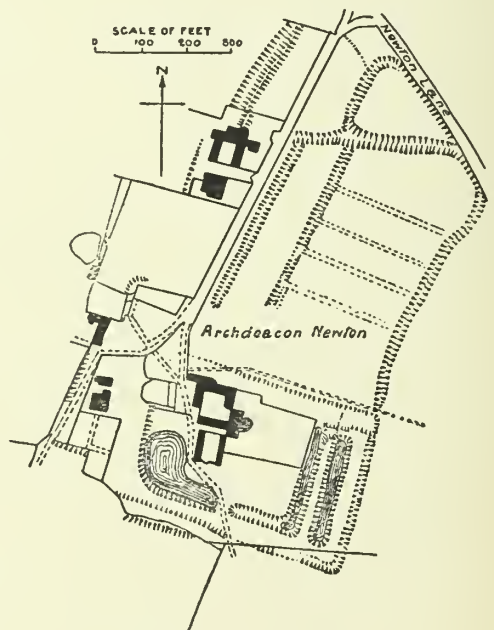 SCALE OF FEET
0 100 200 300
N
Newton Lane
Archdeacon Newton